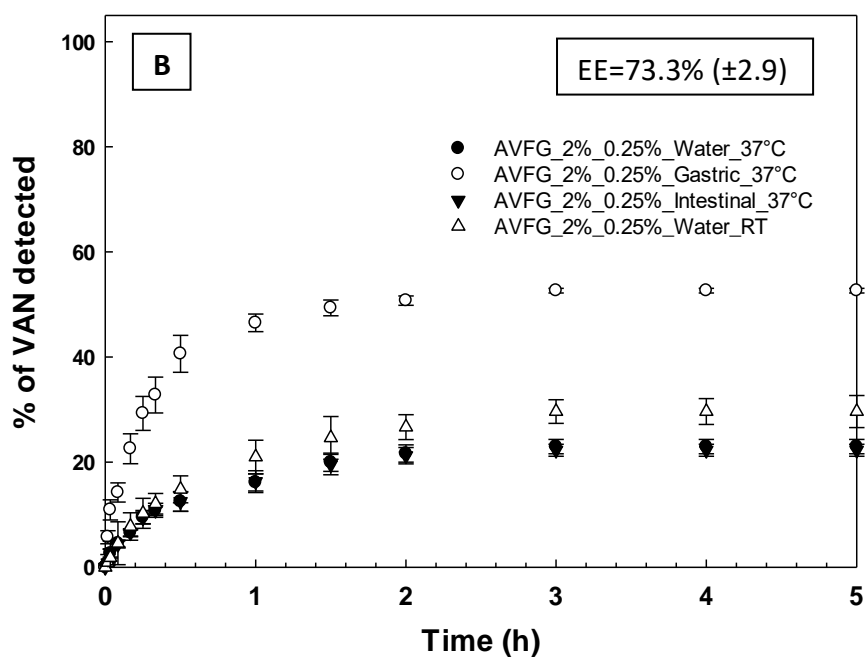 100
B
EE=73.3% (±2.9)
AVFG_2%_0.25%_Water_37°C
AVFG_2%_0.25%_Gastric_37°C
AVFG_2%_0.25%_Intestinal_37°C
AVFG_2%_0.25%_Water_RT
80
60
40
20
0
% of VAN detected
0 1 2 3 4 5
Time (h)